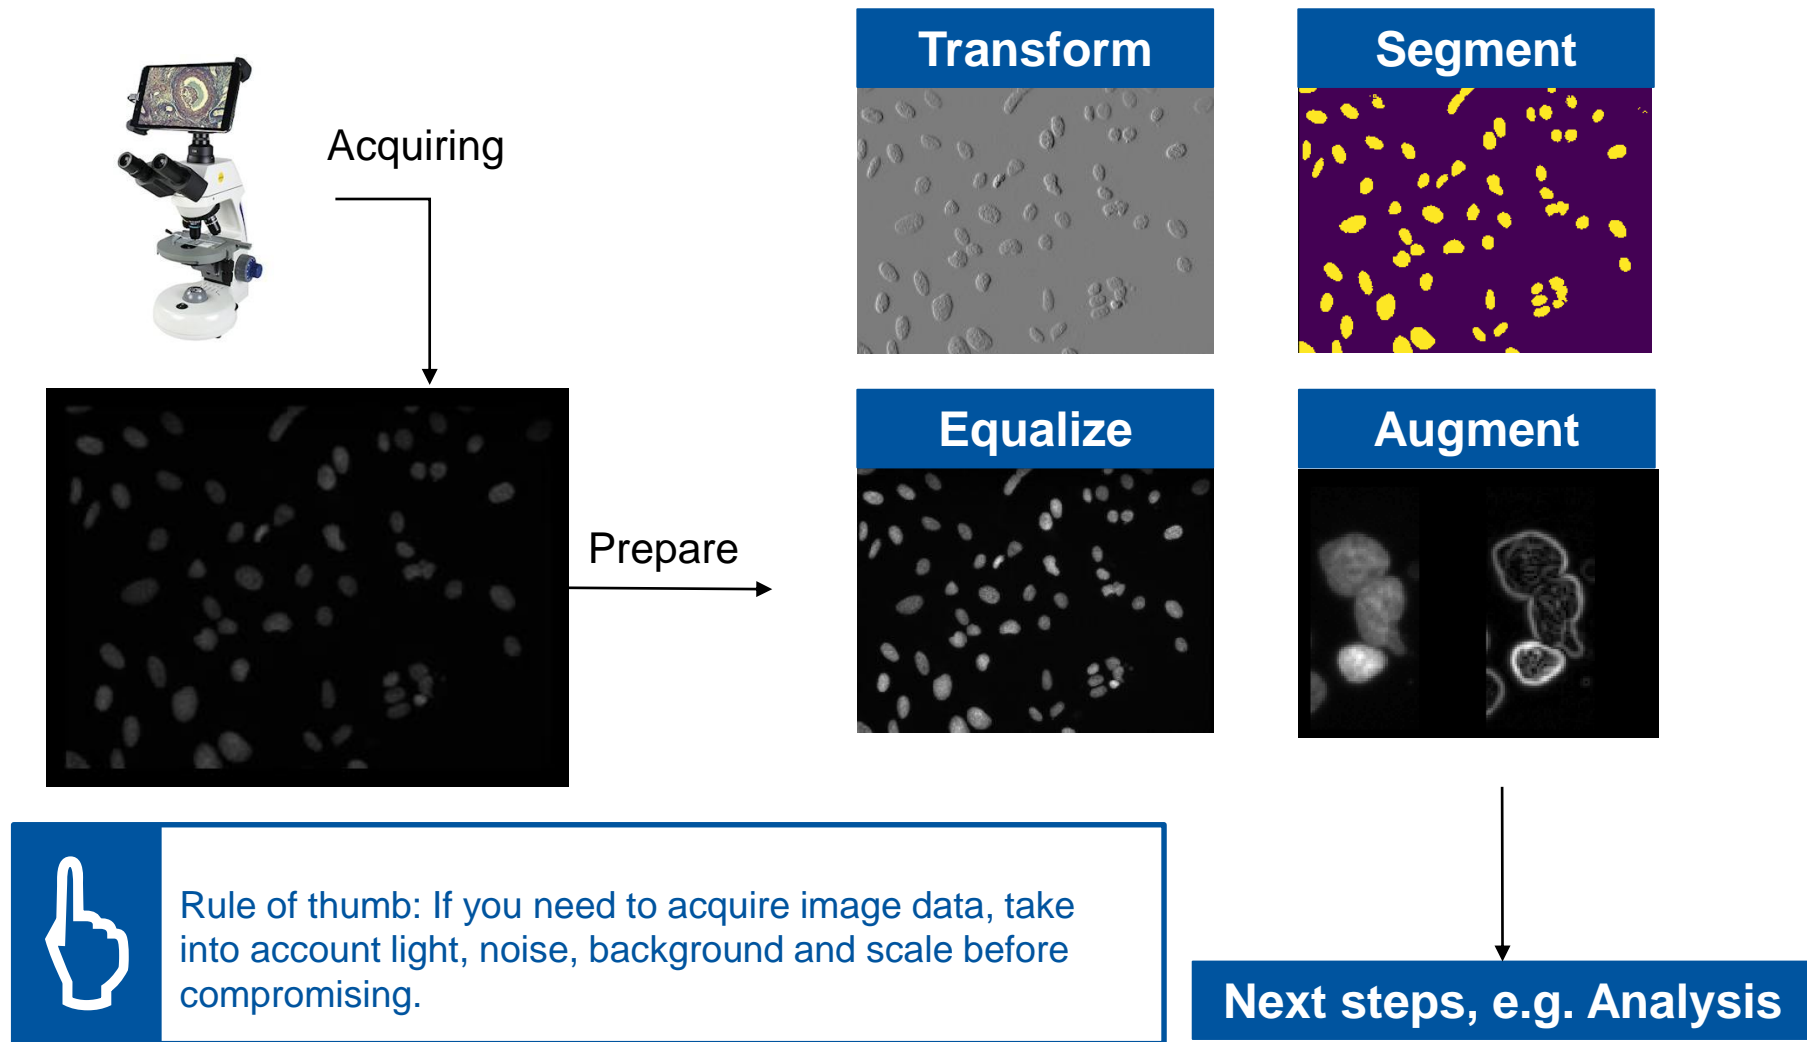 Acquiring
Prepare
Transform
Segment
Equalize
Augment
Rule of thumb: If you need to acquire image data, take
into account light, noise, background and scale before
compromising.
Next steps, e.g. Analysis